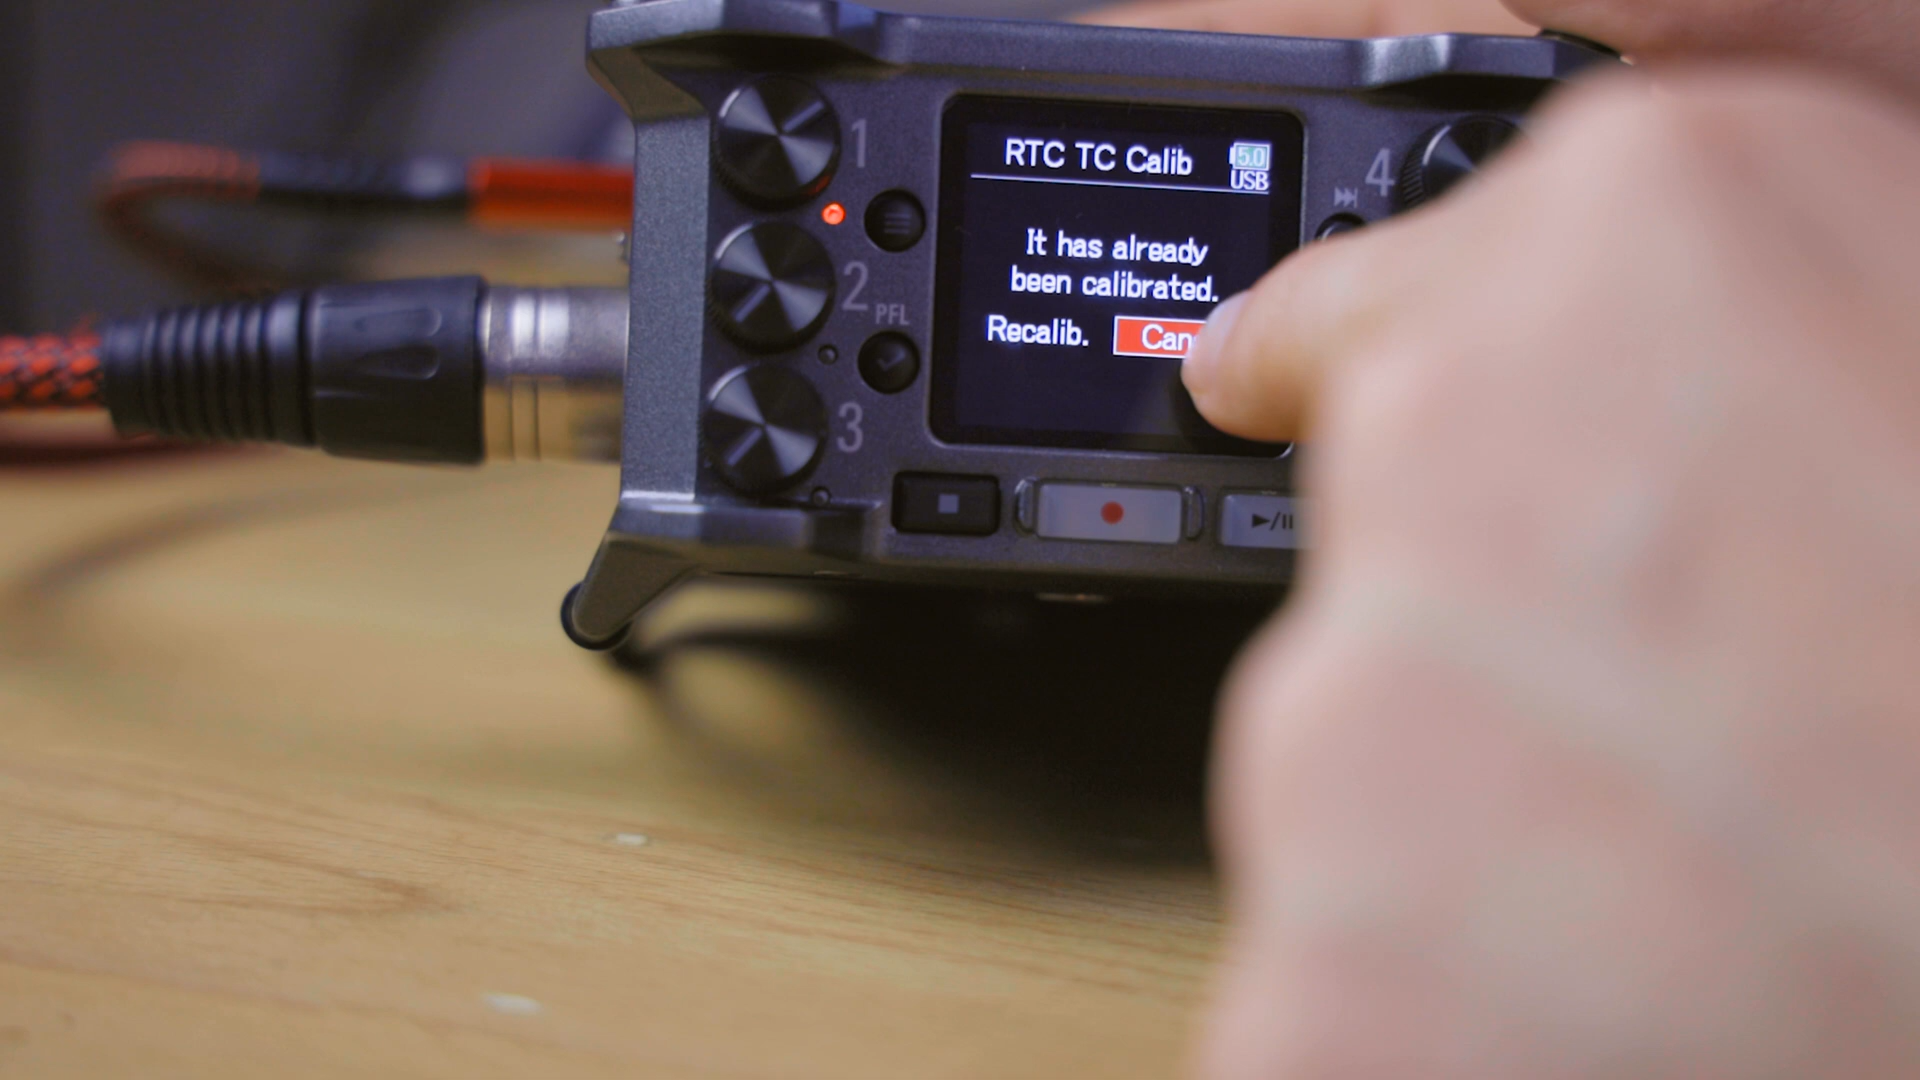 RTC TC Calib
5.0
USB
It has already
been calibrated.
Recalib.
1
2
PFL
3
4